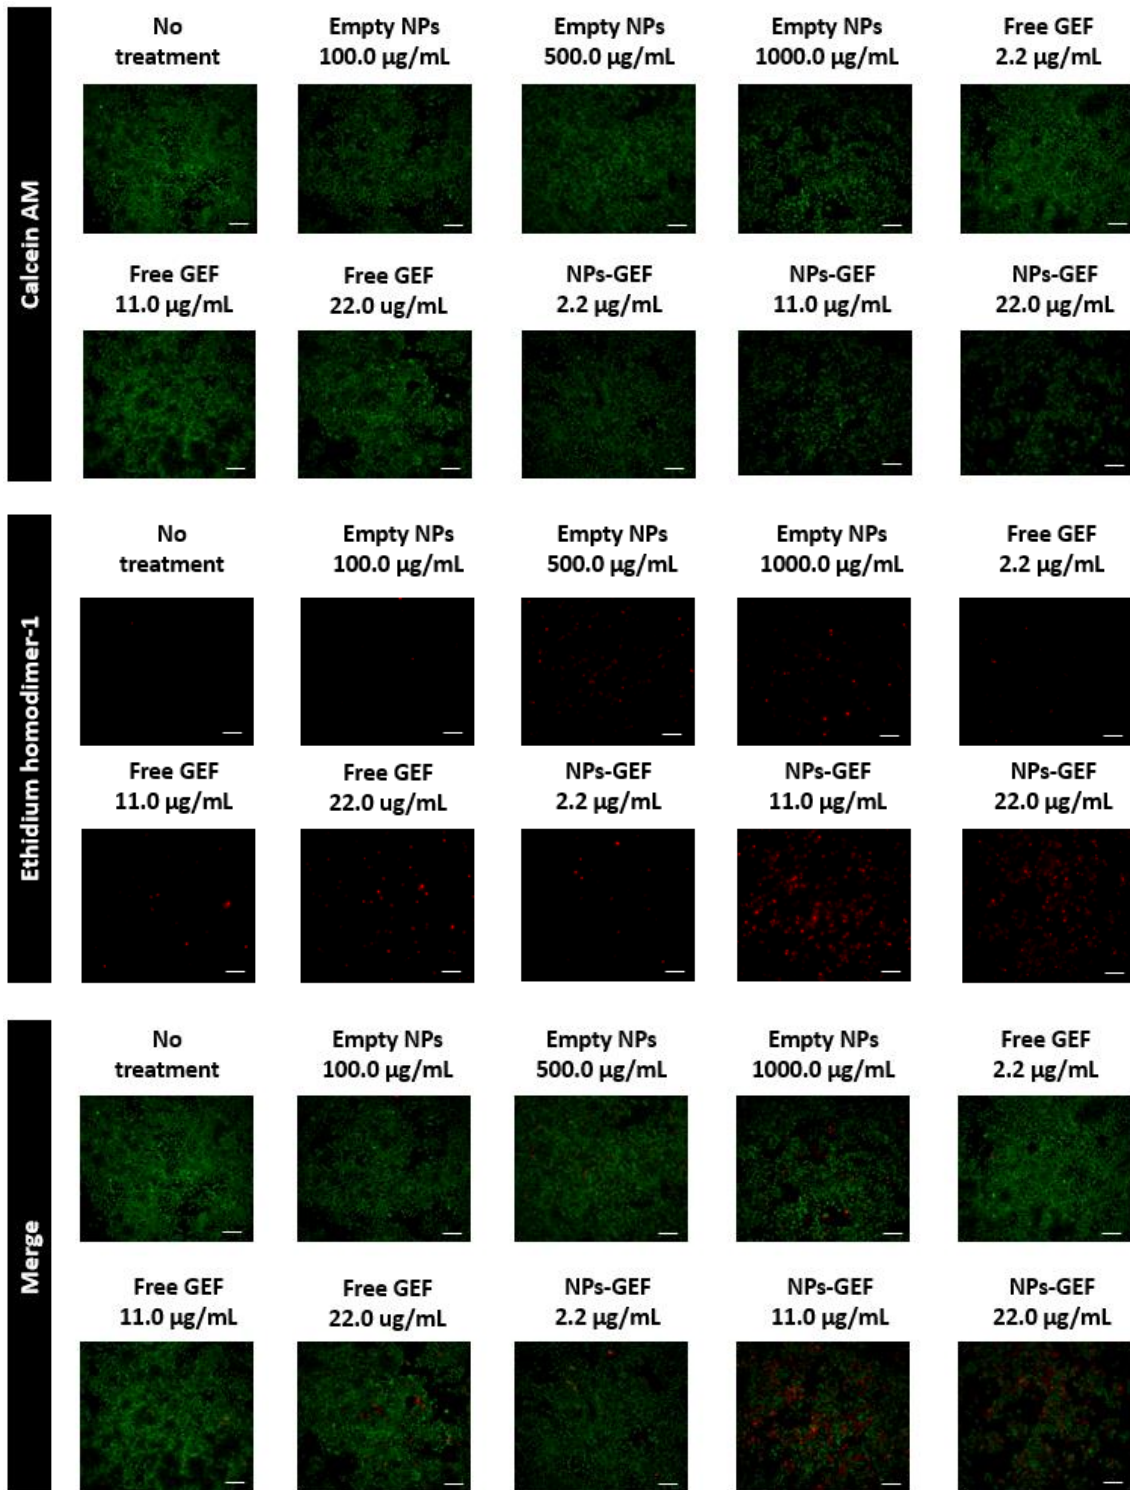 Calcein AM
No
treatment
Empty NPs
100.0 µg/mL
Empty NPs
500.0 µg/mL
Empty NPs
1000.0 µg/mL
Free GEF
2.2 µg/mL
Free GEF
11.0 µg/mL
Free GEF
22.0 ug/mL
NPs-GEF
2.2 µg/mL
NPs-GEF
11.0 µg/mL
NPs-GEF
22.0 µg/mL
Ethidium homodimer-1
No
treatment
Empty NPs
100.0 µg/mL
Empty NPs
500.0 µg/mL
Empty NPs
1000.0 µg/mL
Free GEF
2.2 µg/mL
Free GEF
11.0 µg/mL
Free GEF
22.0 ug/mL
NPs-GEF
2.2 µg/mL
NPs-GEF
11.0 µg/mL
NPs-GEF
22.0 µg/mL
Merge
No
treatment
Empty NPs
100.0 µg/mL
Empty NPs
500.0 µg/mL
Empty NPs
1000.0 µg/mL
Free GEF
2.2 µg/mL
Free GEF
11.0 µg/mL
Free GEF
22.0 ug/mL
NPs-GEF
2.2 µg/mL
NPs-GEF
11.0 µg/mL
NPs-GEF
22.0 µg/mL